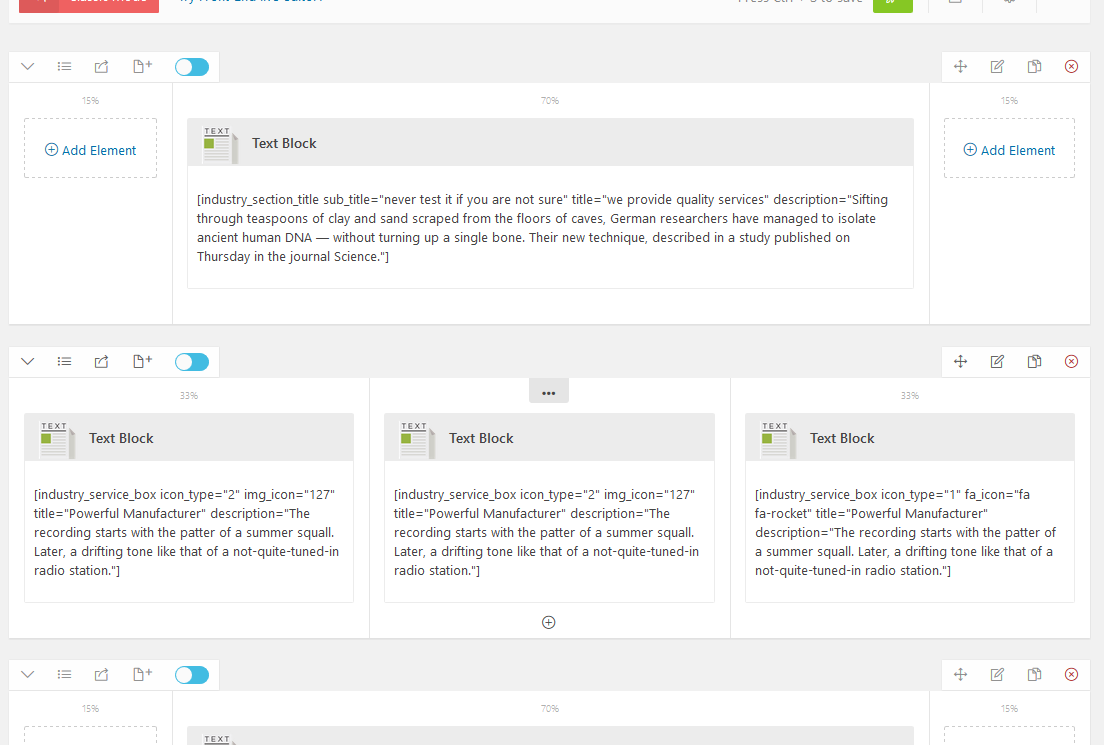 15%
70%
15%
Add Element
TEXT
Text Block
Add Element
[industry_section_title sub_title="never test it if you are not sure" title="we provide quality services" description="Sifting
through teaspoons of clay and sand scraped from the floors of caves, German researchers have managed to isolate
ancient human DNA — without turning up a single bone. Their new technique, described in a study published on
Thursday in the journal Science."]
33%
33%
TEXT
Text Block
[industry_service_box icon_type="2" img_icon="127"
title="Powerful Manufacturer" description="The
recording starts with the patter of a summer squall.
Later, a drifting tone like that of a not-quite-tuned-in
radio station."]
TEXT
Text Block
[industry_service_box icon_type="2" img_icon="127"
title="Powerful Manufacturer" description="The
recording starts with the patter of a summer squall.
Later, a drifting tone like that of a not-quite-tuned-in
radio station."]
TEXT
Text Block
[industry_service_box icon_type="1" fa_icon="fa
fa-rocket" title="Powerful Manufacturer"
description="The recording starts with the patter of
a summer squall. Later, a drifting tone like that of a
not-quite-tuned-in radio station."]
15%
70%
15%
TEXT